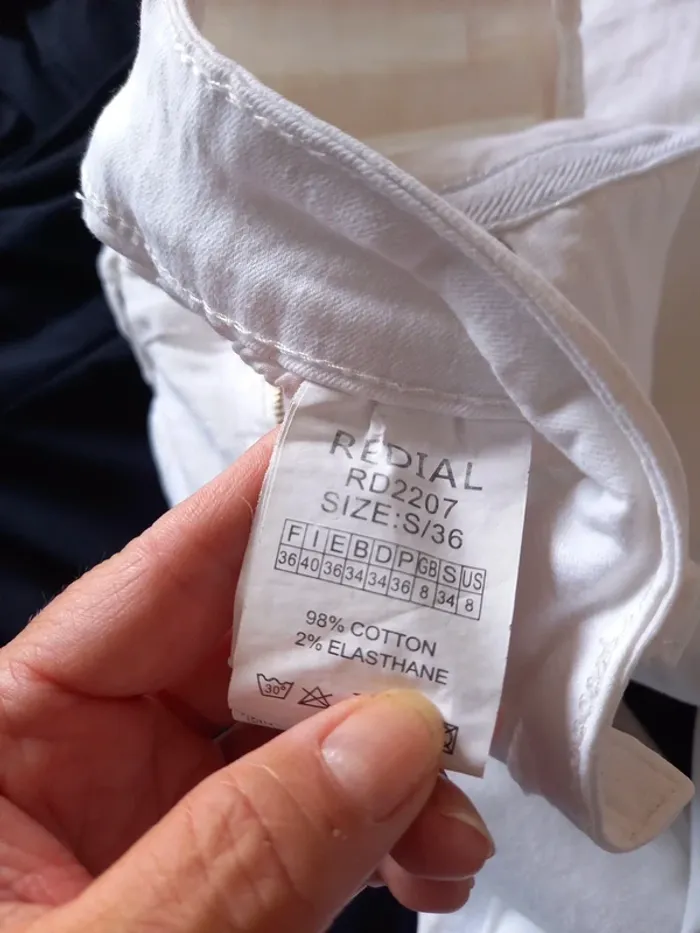 REDIAL
RD2207
SIZE:S/36
F I E B D P GB S US
36 40 36 34 34 36 8 34 8
98% COTTON
2% ELASTHANE
30°